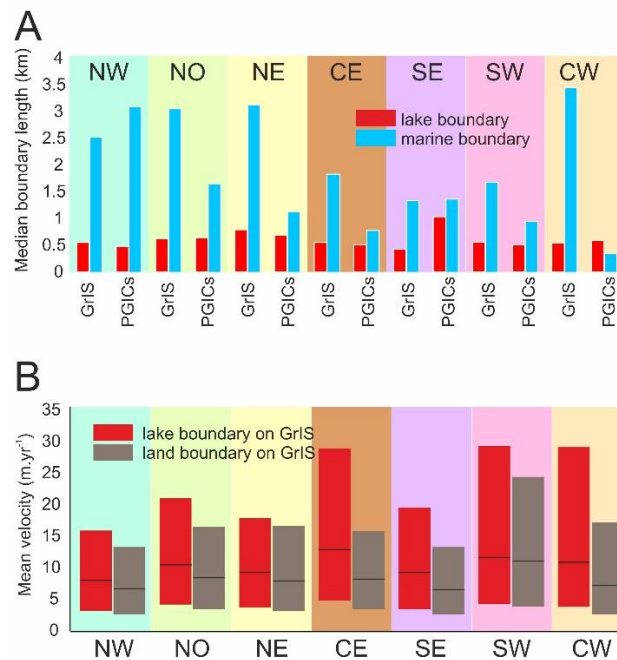 A
Median boundary length (km)
4
3.5
3
2.5
2
1.5
1
0.5
0
NW NO NE CE SE SW CW
lake boundary
marine boundary
GrIS PGICs GrIS PGICs GrIS PGICs GrIS PGICs GrIS PGICs GrIS PGICs GrIS PGICs
B
Mean velocity (m.yr-1)
35
30
25
20
15
10
5
0
lake boundary on GrIS
land boundary on GrIS
NW NO NE CE SE SW CW